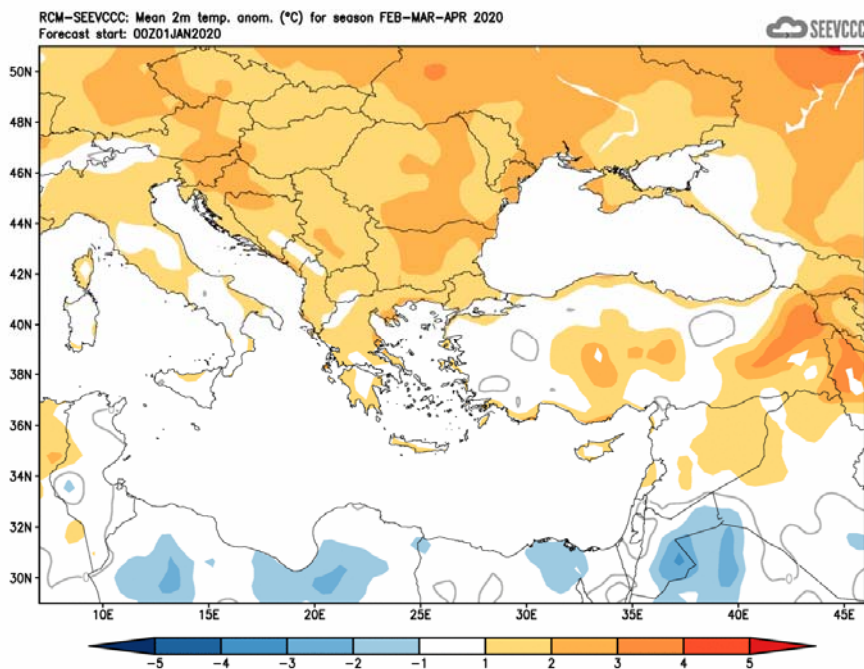 RCM-SEEVCCC: Mean 2m temp. anom. (°C) for season FEB-MAR-APR 2020
Forecast start: 00Z01JAN2020
SEEVCCC
50N
48N
46N
44N
42N
40N
38N
36N
34N
32N
30N
10E 15E 20E 25E 30E 35E 40E 45E
-5 -4 -3 -2 -1 1 2 3 4 5